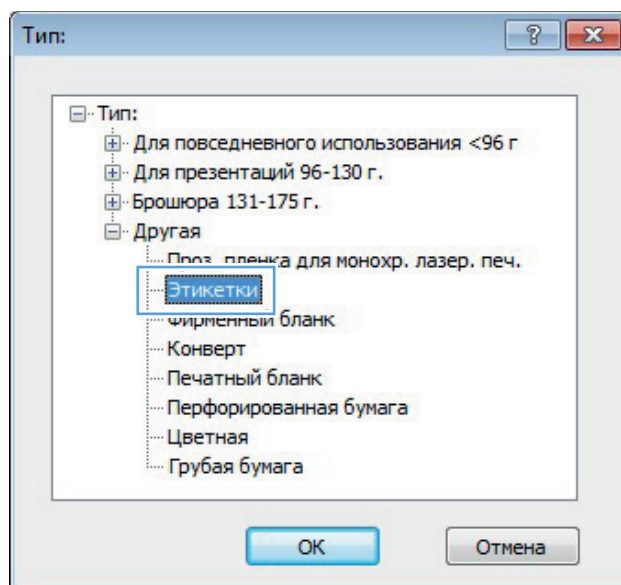 Тип:
Тип:
Для повседневного использования <96 г
Для презентаций 96-130 г.
Брошюра 131-175 г.
Другая
Проз. пленка для монохр. лазер. печ.
Этикетки
Фирменный бланк
Конверт
Печатный бланк
Перфорированная бумага
Цветная
Грубая бумага
ОК
Отмена